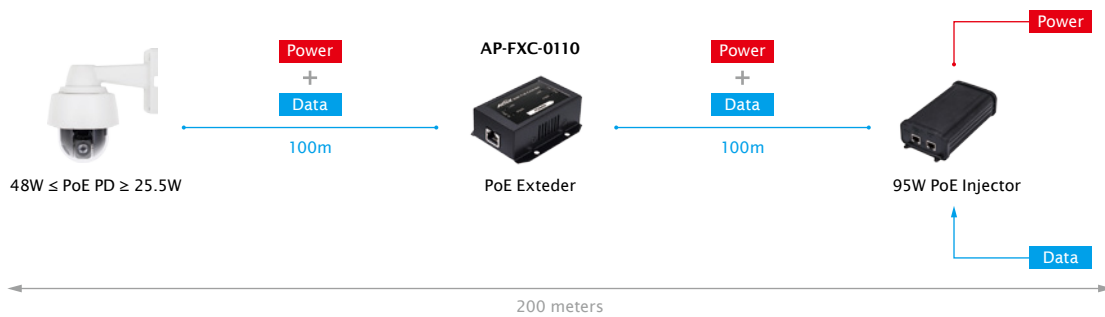 Power
AP-FXC-0110
Power
Power
+
+
Data
Data
100m
100m
48W ≤ PoE PD ≥ 25.5W
PoE Exteder
95W PoE Injector
Data
200 meters